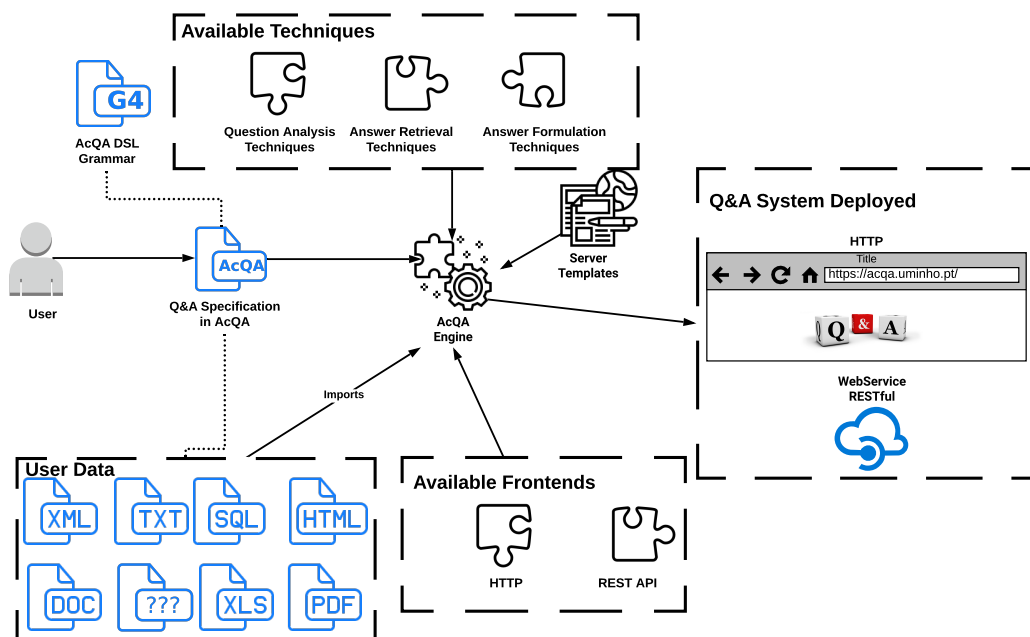 Available Techniques
G4
Question Analysis
Techniques
Answer Retrieval
Techniques
Answer Formulation
Techniques
AcQA DSL
Grammar
Q&A System Deployed
User
AcQA
Q&A Specification
in AcQA
Server
Templates
AcQA
Engine
HTTP
Title
https://acqa.uminho.pt/
Q & A
WebService
RESTful
Imports
User Data
XML
TXT
SQL
HTML
DOC
???
XLS
PDF
Available Frontends
HTTP
REST API